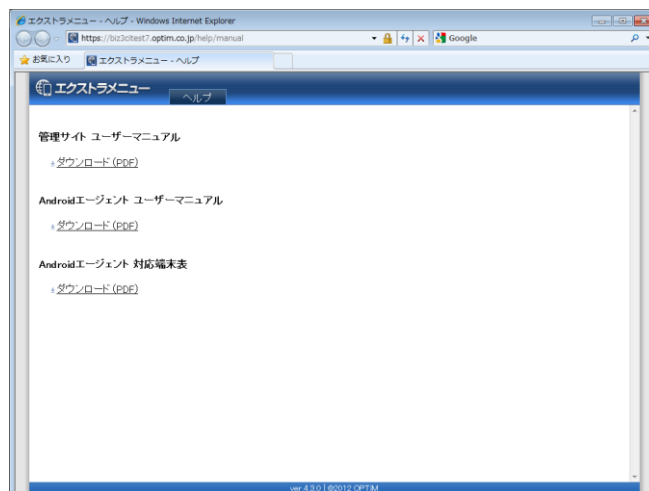 エクストラメニュー - ヘルプ - Windows Internet Explorer
https://biz3citest7.optim.co.jp/help/manual
Google
お気に入り
エクストラメニュー - ヘルプ
エクストラメニュー
ヘルプ
管理サイト ユーザーマニュアル
ダウンロード(PDF)
Androidエージェント ユーザーマニュアル
ダウンロード(PDF)
Androidエージェント 対応端末表
ダウンロード(PDF)
ver 4.3.0 | ©2012 OPTiM